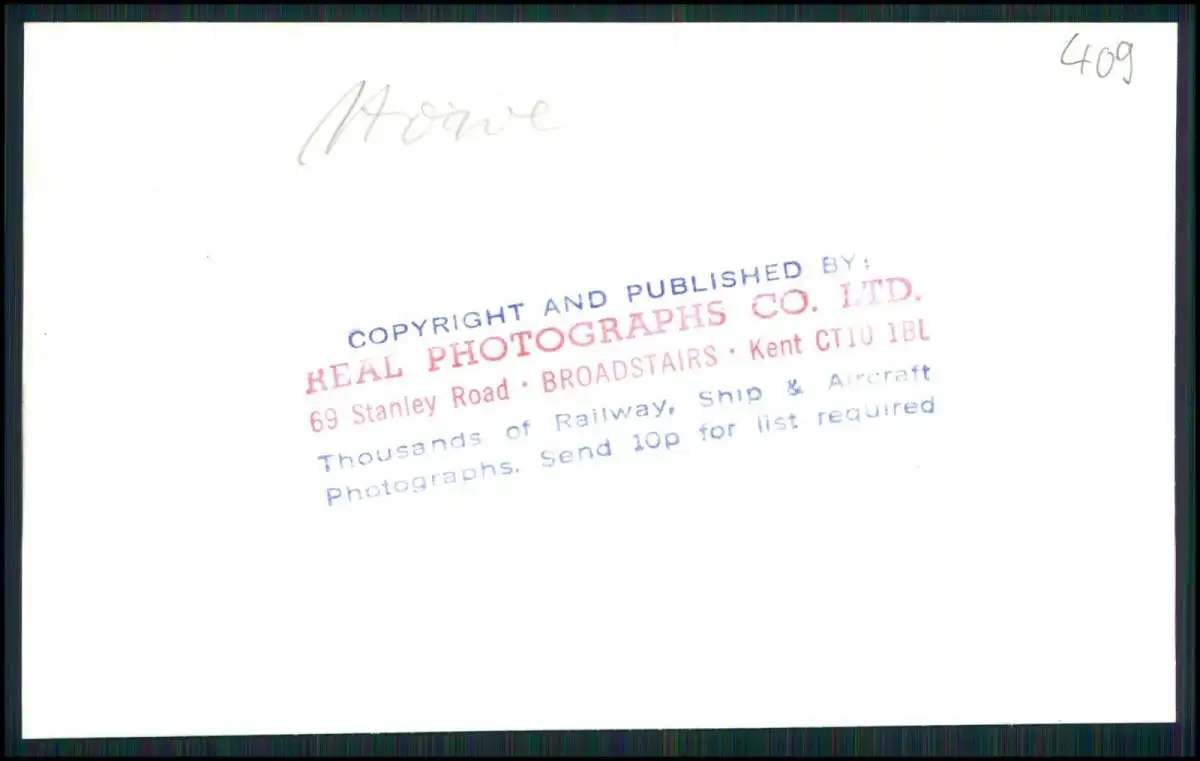 409
Howe
COPYRIGHT AND PUBLISHED BY:
REAL PHOTOGRAPHS CO. LTD.
69 Stanley Road · BROADSTAIRS · Kent CT10 1BL
Thousands of Railway, Ship & Aircraft
Photographs. Send 10p for list required